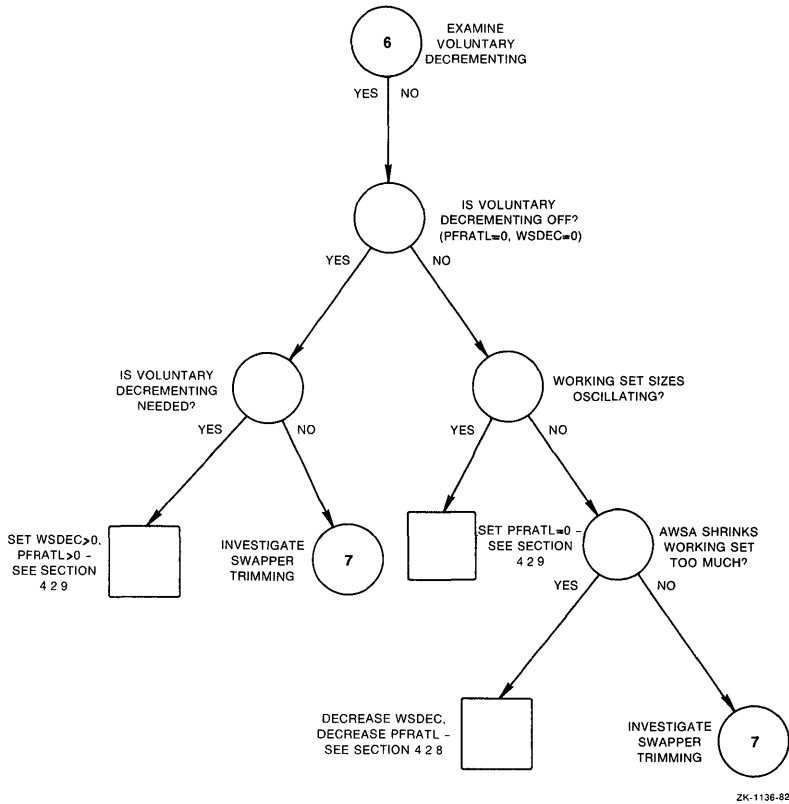 6
EXAMINE
VOLUNTARY
DECREMENTING
YES NO
IS VOLUNTARY
DECREMENTING OFF?
(PFRATL=0, WSDEC=0)
YES NO
IS VOLUNTARY
DECREMENTING
NEEDED?
WORKING SET SIZES
OSCILLATING?
YES NO
YES NO
SET WSDEC>0,
PFRATL>0 –
SEE SECTION
4 2 9
INVESTIGATE
SWAPPER
TRIMMING
7
SET PFRATL=0 –
SEE SECTION
4 2 9
AWSA SHRINKS
WORKING SET
TOO MUCH?
YES NO
DECREASE WSDEC,
DECREASE PFRATL –
SEE SECTION 4 2 8
INVESTIGATE
SWAPPER
TRIMMING
7
ZK-1136-82